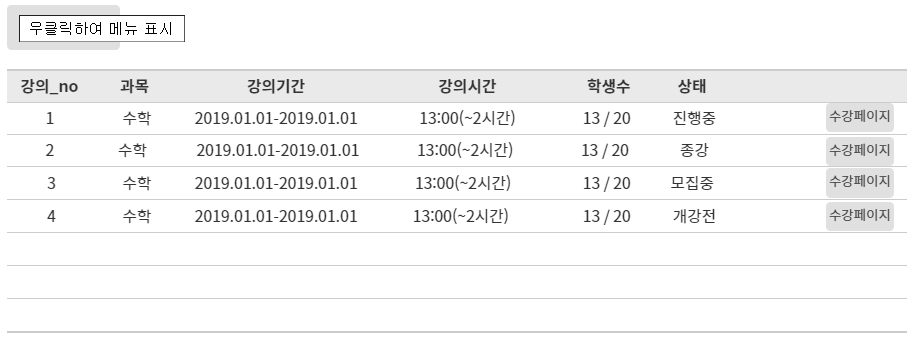 우클릭하여 메뉴 표시
강의_no 과목 강의기간 강의시간 학생수 상태
1 수학 2019.01.01-2019.01.01 13:00(~2시간) 13 / 20 진행중 수강페이지
2 수학 2019.01.01-2019.01.01 13:00(~2시간) 13 / 20 종강 수강페이지
3 수학 2019.01.01-2019.01.01 13:00(~2시간) 13 / 20 모집중 수강페이지
4 수학 2019.01.01-2019.01.01 13:00(~2시간) 13 / 20 개강전 수강페이지